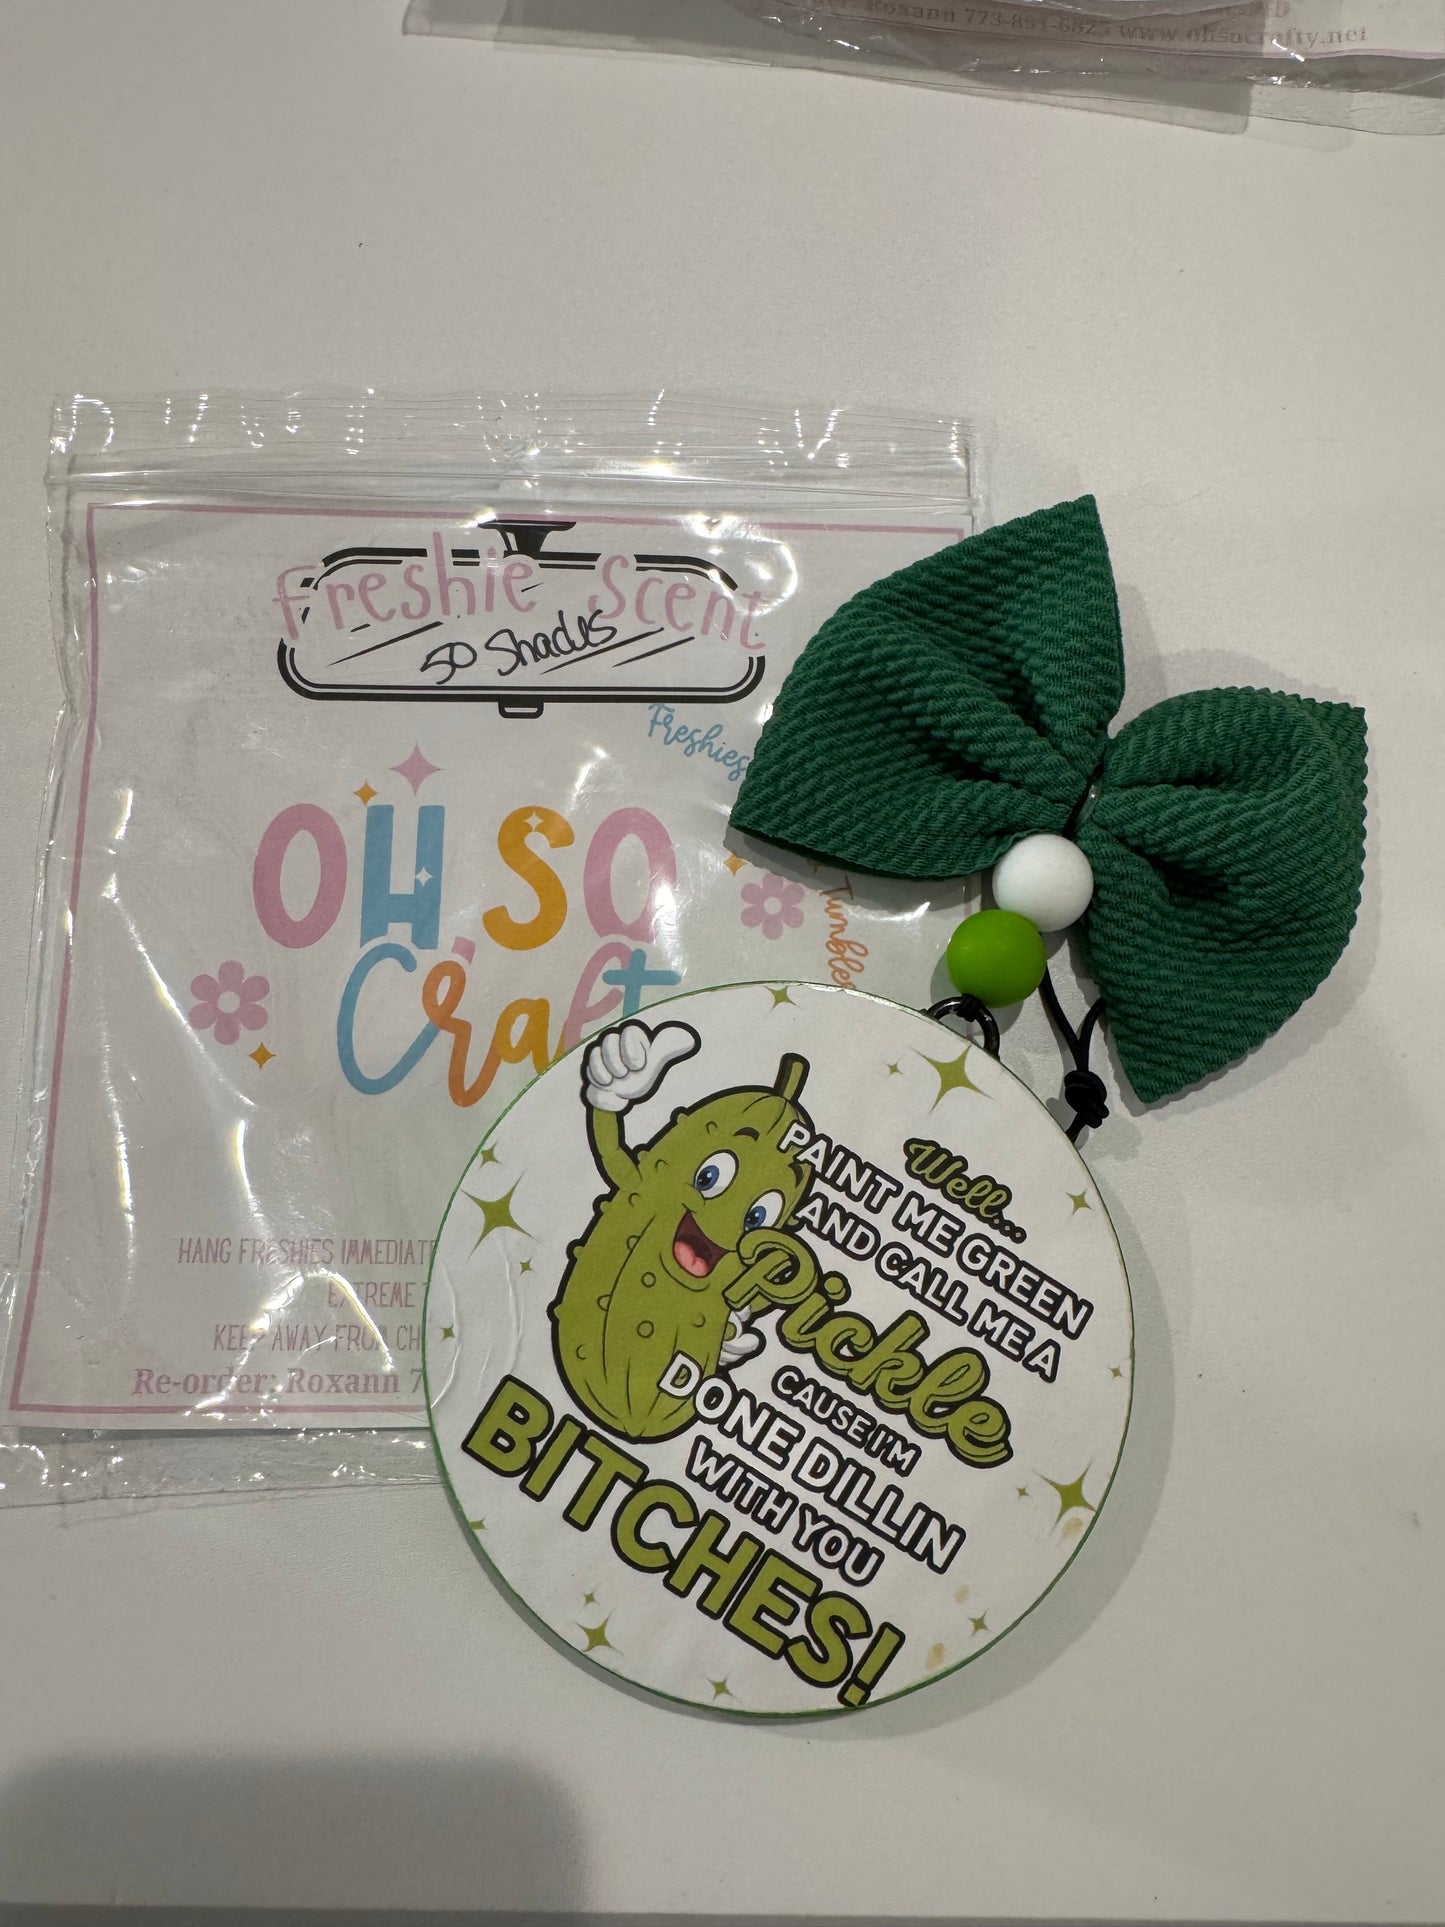 Roxann 773-891-6825 www.ohsocrafty.net
Freshie Scent
50 Shades
Freshies
OH, SO
Craft
Tumbler
HANG FRESHIES IMMEDIAT
EXTREME
KEEP AWAY FROM CH
Re-order: Roxann 7
Well...
PAINT ME GREEN
AND CALL ME A
Pickle
CAUSE I'M
DONE DILLIN
WITH YOU
BITCHES!